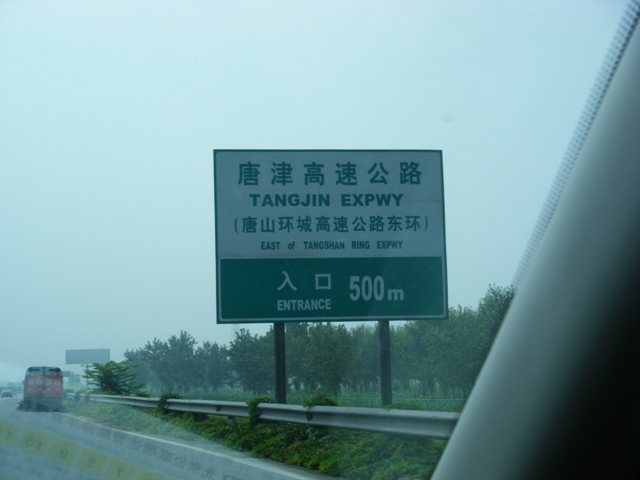 唐津高速公路
TANGJIN EXPWY
(唐山环城高速公路东环)
EAST of TANGSHAN RING EXPWY
入口 500m
ENTRANCE